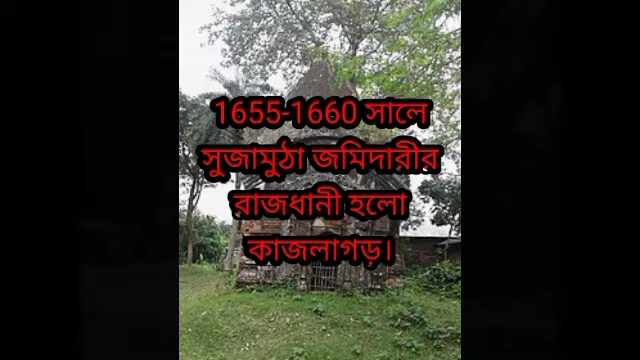 1655-1660 সালে
সুজামুঠা জমিদারীর
রাজধানী হলো
কাজলাগড়।